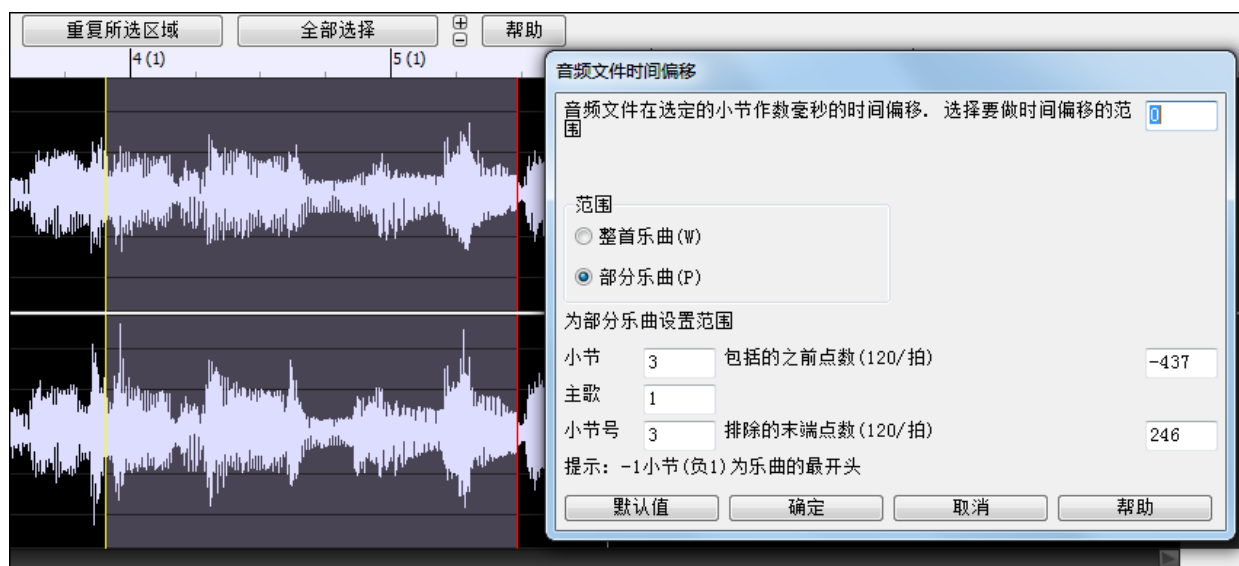 重复所选区域 全部选择 帮助
4 (1) 5 (1)
音频文件时间偏移
音频文件在选定的小节作数毫秒的时间偏移. 选择要做时间偏移的范 0
围
范围
整首乐曲(W)
部分乐曲(P)
为部分乐曲设置范围
小节 3 包括的之前点数(120/拍) -437
主歌 1
小节号 3 排除的末端点数(120/拍) 246
提示: -1小节(负1)为乐曲的最开头
默认值 确定 取消 帮助